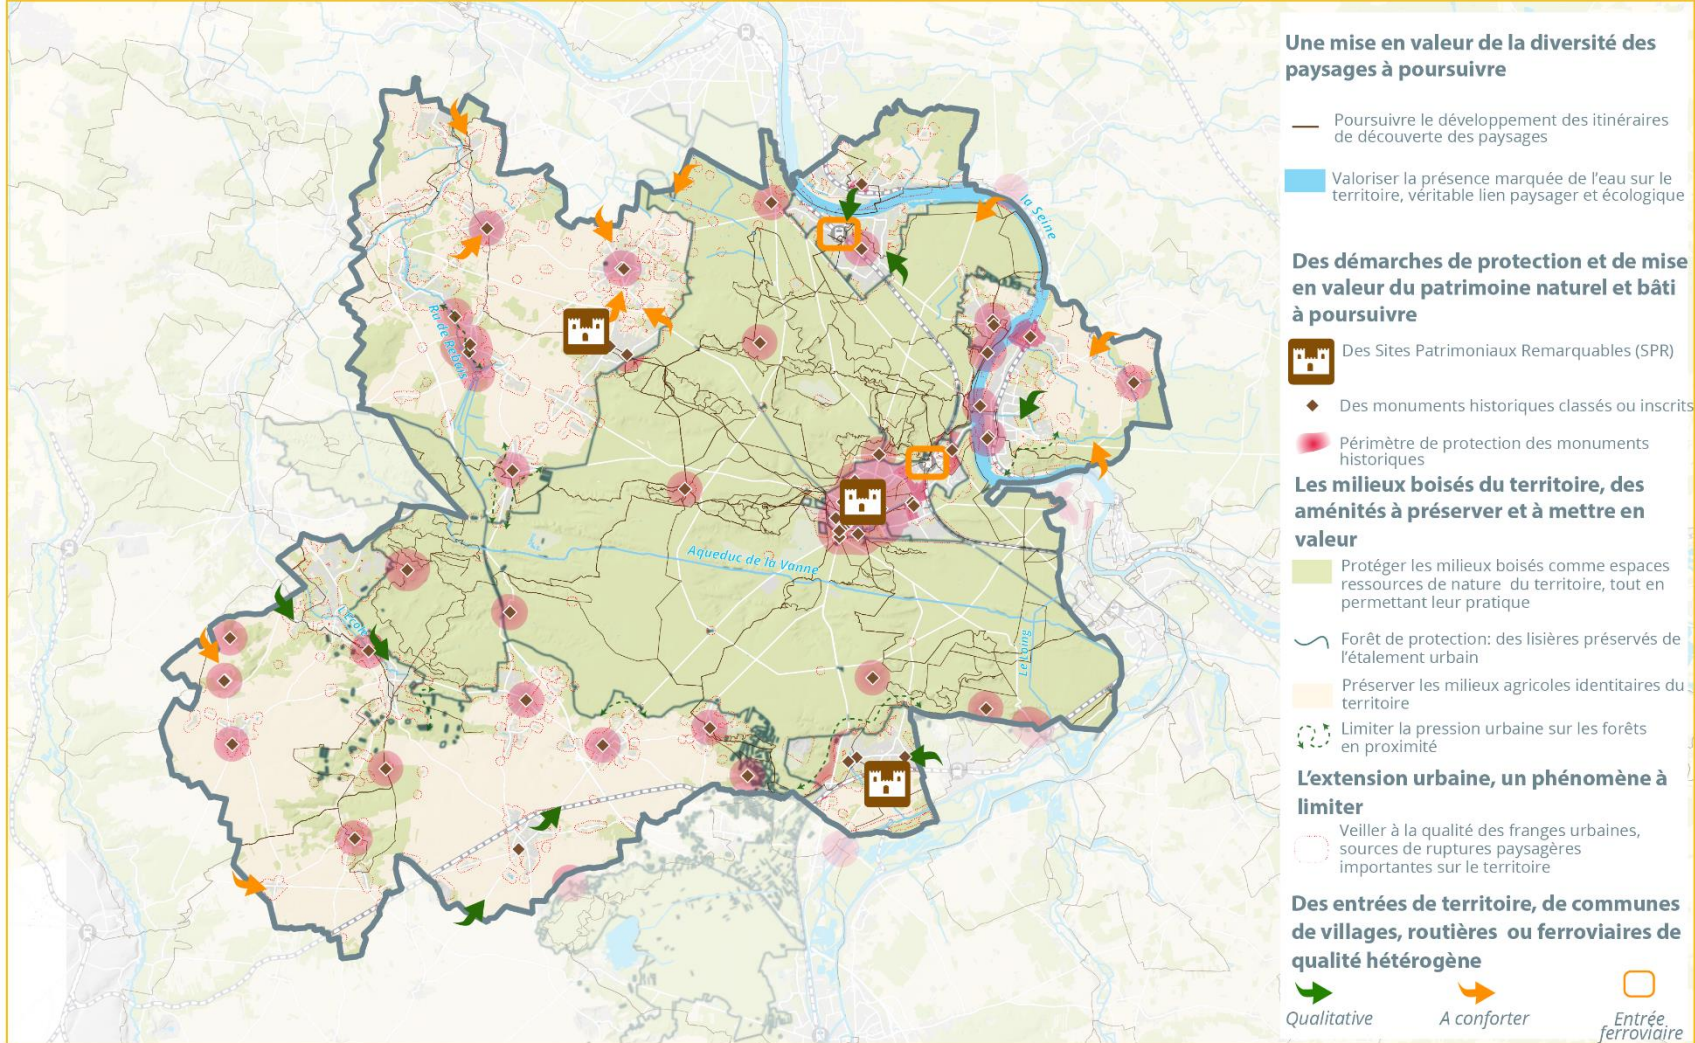 Une mise en valeur de la diversité des
paysages à poursuivre
Poursuivre le développement des itinéraires
de découverte des paysages
Valoriser la présence marquée de l'eau sur le
territoire, véritable lien paysager et écologique
Des démarches de protection et de mise
en valeur du patrimoine naturel et bâti
à poursuivre
Des Sites Patrimoniaux Remarquables (SPR)
Des monuments historiques classés ou inscrits
Périmètre de protection des monuments
historiques
Les milieux boisés du territoire, des
aménités à préserver et à mettre en
valeur
Protéger les milieux boisés comme espaces
ressources de nature du territoire, tout en
permettant leur pratique
Forêt de protection: des lisières préservés de
l'étalement urbain
Préserver les milieux agricoles identitaires du
territoire
Limiter la pression urbaine sur les forêts
en proximité
L'extension urbaine, un phénomène à
limiter
Veiller à la qualité des franges urbaines,
sources de ruptures paysagères
importantes sur le territoire
Des entrées de territoire, de communes
de villages, routières ou ferroviaires de
qualité hétérogène
Qualitative
A conforter
Entrée
ferroviaire
la Seine
Aqueduc de la Vanne
Le Loing